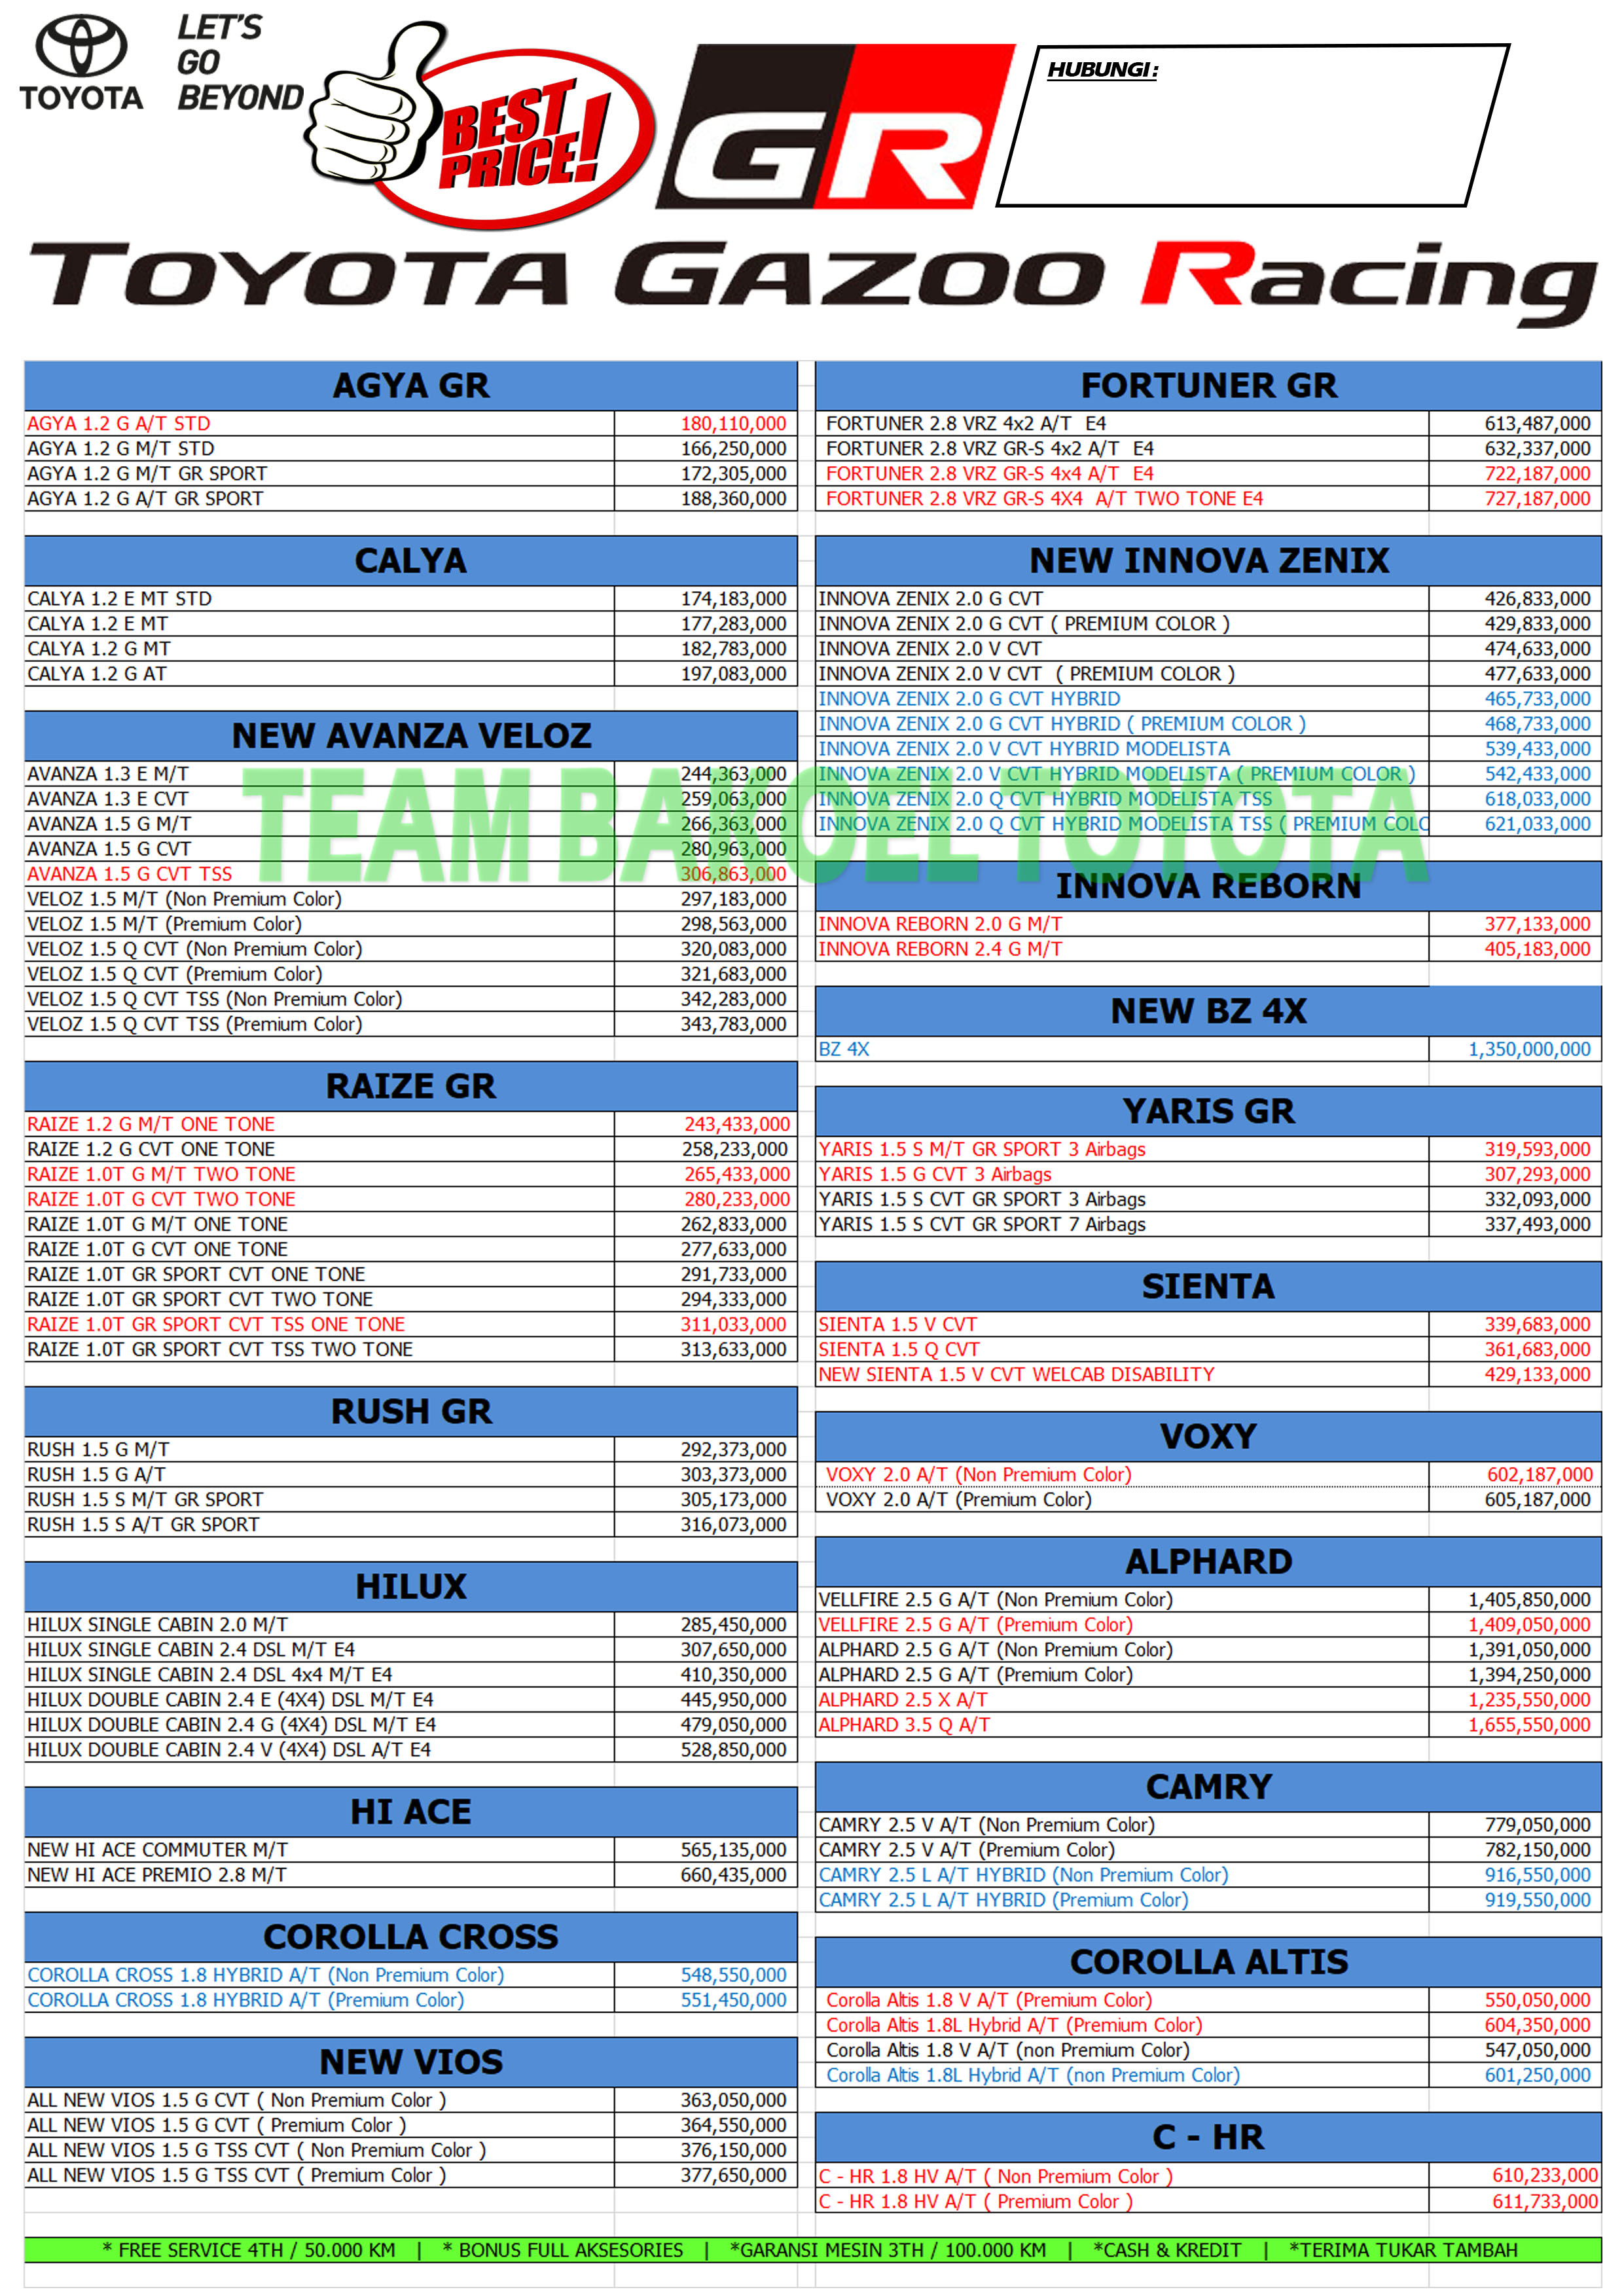 TOYOTA
LET'S
GO
BEYOND
BEST
PRICE!
GR
HUBUNGI:
TOYOTA GAZOO Racing
AGYA GR
AGYA 1.2 G A/T STD 180,110,000
AGYA 1.2 G M/T STD 166,250,000
AGYA 1.2 G M/T GR SPORT 172,305,000
AGYA 1.2 G A/T GR SPORT 188,360,000
CALYA
CALYA 1.2 E MT STD 174,183,000
CALYA 1.2 E MT 177,283,000
CALYA 1.2 G MT 182,783,000
CALYA 1.2 G AT 197,083,000
NEW AVANZA VELOZ
AVANZA 1.3 E M/T 244,363,000
AVANZA 1.3 E CVT 259,063,000
AVANZA 1.5 G M/T 266,363,000
AVANZA 1.5 G CVT 280,963,000
AVANZA 1.5 G CVT TSS 306,863,000
VELOZ 1.5 M/T (Non Premium Color) 297,183,000
VELOZ 1.5 M/T (Premium Color) 298,563,000
VELOZ 1.5 Q CVT (Non Premium Color) 320,083,000
VELOZ 1.5 Q CVT (Premium Color) 321,683,000
VELOZ 1.5 Q CVT TSS (Non Premium Color) 342,283,000
VELOZ 1.5 Q CVT TSS (Premium Color) 343,783,000
RAIZE GR
RAIZE 1.2 G M/T ONE TONE 243,433,000
RAIZE 1.2 G CVT ONE TONE 258,233,000
RAIZE 1.0T G M/T TWO TONE 265,433,000
RAIZE 1.0T G CVT TWO TONE 280,233,000
RAIZE 1.0T G M/T ONE TONE 262,833,000
RAIZE 1.0T G CVT ONE TONE 277,633,000
RAIZE 1.0T GR SPORT CVT ONE TONE 291,733,000
RAIZE 1.0T GR SPORT CVT TWO TONE 294,333,000
RAIZE 1.0T GR SPORT CVT TSS ONE TONE 311,033,000
RAIZE 1.0T GR SPORT CVT TSS TWO TONE 313,633,000
RUSH GR
RUSH 1.5 G M/T 292,373,000
RUSH 1.5 G A/T 303,373,000
RUSH 1.5 S M/T GR SPORT 305,173,000
RUSH 1.5 S A/T GR SPORT 316,073,000
HILUX
HILUX SINGLE CABIN 2.0 M/T 285,450,000
HILUX SINGLE CABIN 2.4 DSL M/T E4 307,650,000
HILUX SINGLE CABIN 2.4 DSL 4x4 M/T E4 410,350,000
HILUX DOUBLE CABIN 2.4 E (4X4) DSL M/T E4 445,950,000
HILUX DOUBLE CABIN 2.4 G (4X4) DSL M/T E4 479,050,000
HILUX DOUBLE CABIN 2.4 V (4X4) DSL A/T E4 528,850,000
HI ACE
NEW HI ACE COMMUTER M/T 565,135,000
NEW HI ACE PREMIO 2.8 M/T 660,435,000
COROLLA CROSS
COROLLA CROSS 1.8 HYBRID A/T (Non Premium Color) 548,550,000
COROLLA CROSS 1.8 HYBRID A/T (Premium Color) 551,450,000
NEW VIOS
ALL NEW VIOS 1.5 G CVT ( Non Premium Color ) 363,050,000
ALL NEW VIOS 1.5 G CVT ( Premium Color ) 364,550,000
ALL NEW VIOS 1.5 G TSS CVT ( Non Premium Color ) 376,150,000
ALL NEW VIOS 1.5 G TSS CVT ( Premium Color ) 377,650,000
FORTUNER GR
FORTUNER 2.8 VRZ 4x2 A/T E4 613,487,000
FORTUNER 2.8 VRZ GR-S 4x2 A/T E4 632,337,000
FORTUNER 2.8 VRZ GR-S 4x4 A/T E4 722,187,000
FORTUNER 2.8 VRZ GR-S 4X4 A/T TWO TONE E4 727,187,000
NEW INNOVA ZENIX
INNOVA ZENIX 2.0 G CVT 426,833,000
INNOVA ZENIX 2.0 G CVT ( PREMIUM COLOR ) 429,833,000
INNOVA ZENIX 2.0 V CVT 474,633,000
INNOVA ZENIX 2.0 V CVT ( PREMIUM COLOR ) 477,633,000
INNOVA ZENIX 2.0 G CVT HYBRID 465,733,000
INNOVA ZENIX 2.0 G CVT HYBRID ( PREMIUM COLOR ) 468,733,000
INNOVA ZENIX 2.0 V CVT HYBRID MODELISTA 539,433,000
INNOVA ZENIX 2.0 V CVT HYBRID MODELISTA ( PREMIUM COLOR ) 542,433,000
INNOVA ZENIX 2.0 Q CVT HYBRID MODELISTA TSS 618,033,000
INNOVA ZENIX 2.0 Q CVT HYBRID MODELISTA TSS ( PREMIUM COLC 621,033,000
TEAM BAKOEL TOYOTA
INNOVA REBORN
INNOVA REBORN 2.0 G M/T 377,133,000
INNOVA REBORN 2.4 G M/T 405,183,000
NEW BZ 4X
BZ 4X 1,350,000,000
YARIS GR
YARIS 1.5 S M/T GR SPORT 3 Airbags 319,593,000
YARIS 1.5 G CVT 3 Airbags 307,293,000
YARIS 1.5 S CVT GR SPORT 3 Airbags 332,093,000
YARIS 1.5 S CVT GR SPORT 7 Airbags 337,493,000
SIENTA
SIENTA 1.5 V CVT 339,683,000
SIENTA 1.5 Q CVT 361,683,000
NEW SIENTA 1.5 V CVT WELCAB DISABILITY 429,133,000
VOXY
VOXY 2.0 A/T (Non Premium Color) 602,187,000
VOXY 2.0 A/T (Premium Color) 605,187,000
ALPHARD
VELLFIRE 2.5 G A/T (Non Premium Color) 1,405,850,000
VELLFIRE 2.5 G A/T (Premium Color) 1,409,050,000
ALPHARD 2.5 G A/T (Non Premium Color) 1,391,050,000
ALPHARD 2.5 G A/T (Premium Color) 1,394,250,000
ALPHARD 2.5 X A/T 1,235,550,000
ALPHARD 3.5 Q A/T 1,655,550,000
CAMRY
CAMRY 2.5 V A/T (Non Premium Color) 779,050,000
CAMRY 2.5 V A/T (Premium Color) 782,150,000
CAMRY 2.5 L A/T HYBRID (Non Premium Color) 916,550,000
CAMRY 2.5 L A/T HYBRID (Premium Color) 919,550,000
COROLLA ALTIS
Corolla Altis 1.8 V A/T (Premium Color) 550,050,000
Corolla Altis 1.8L Hybrid A/T (Premium Color) 604,350,000
Corolla Altis 1.8 V A/T (non Premium Color) 547,050,000
Corolla Altis 1.8L Hybrid A/T (non Premium Color) 601,250,000
C - HR
C - HR 1.8 HV A/T ( Non Premium Color ) 610,233,000
C - HR 1.8 HV A/T ( Premium Color ) 611,733,000
* FREE SERVICE 4TH / 50.000 KM | * BONUS FULL AKSESORIES | *GARANSI MESIN 3TH / 100.000 KM | *CASH & KREDIT | *TERIMA TUKAR TAMBAH